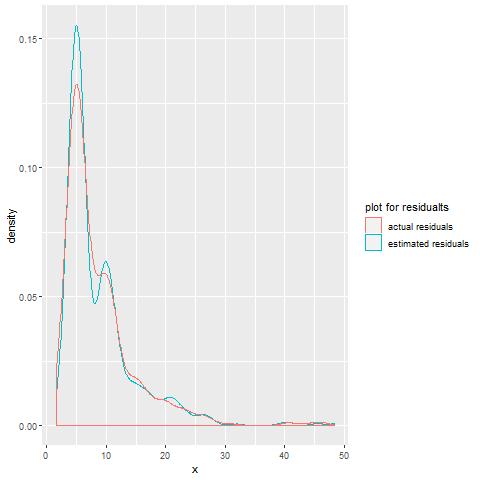 0.15
0.10
0.05
0.00
density
0
10
20
30
40
50
x
plot for residualts
actual residuals
estimated residuals